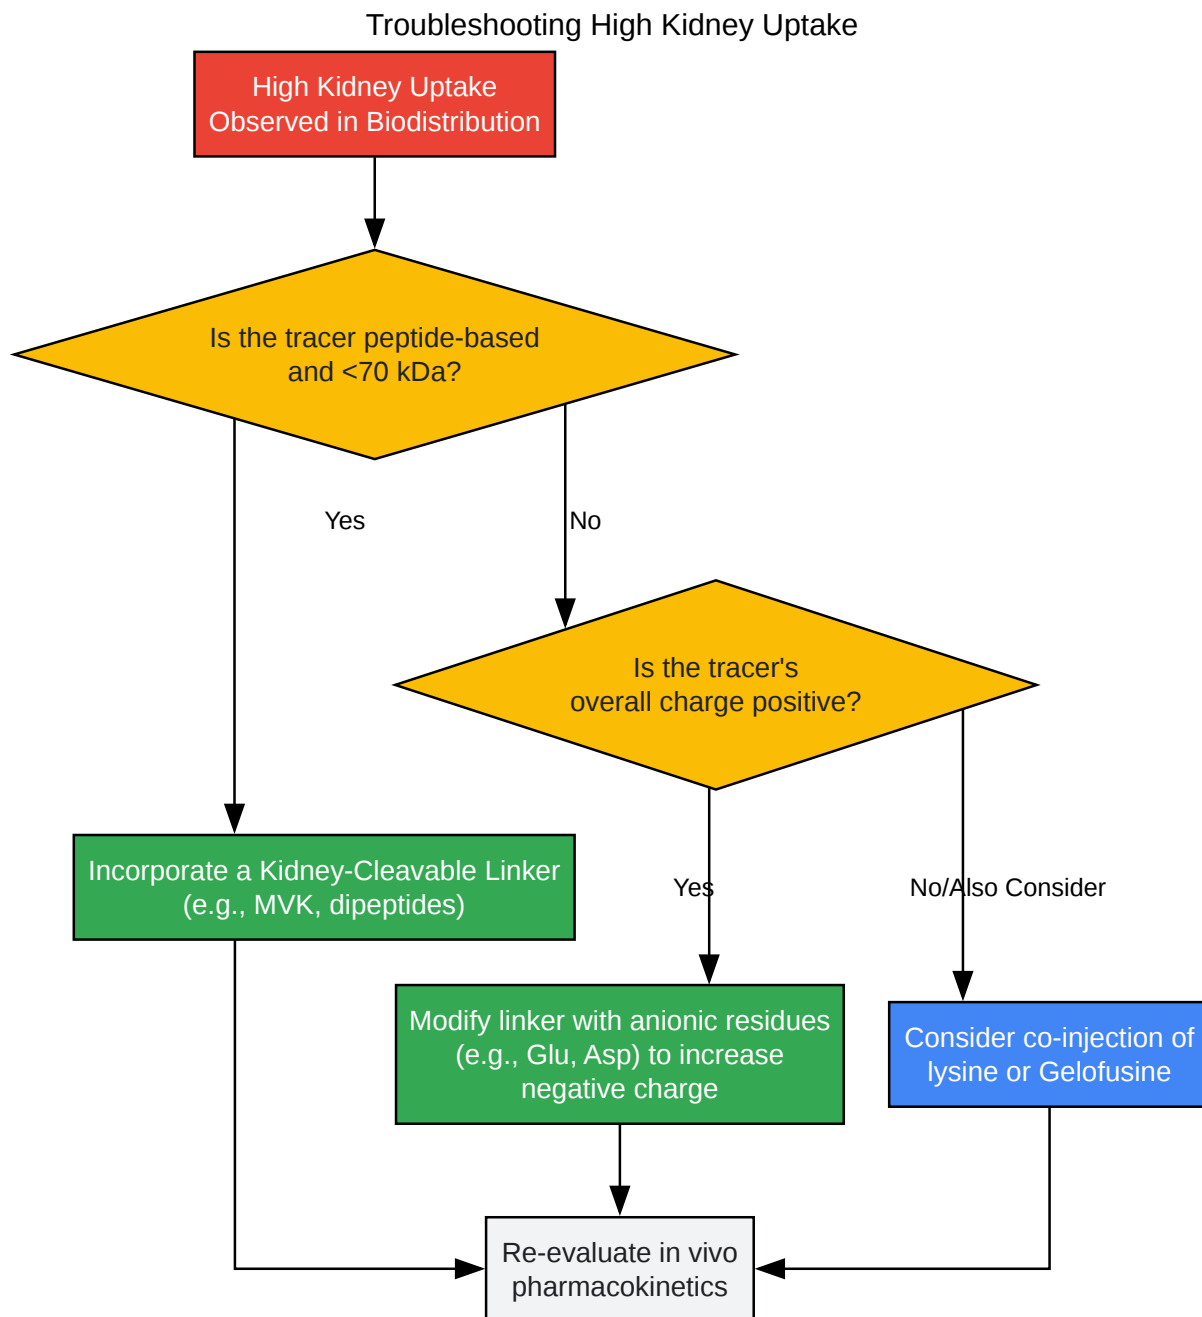 Troubleshooting High Kidney Uptake
High Kidney Uptake
Observed in Biodistribution
Is the tracer peptide-based
and <70 kDa?
Yes
No
Is the tracer's
overall charge positive?
Incorporate a Kidney-Cleavable Linker
(e.g., MVK, dipeptides)
Yes
No/Also Consider
Modify linker with anionic residues
(e.g., Glu, Asp) to increase
negative charge
Consider co-injection of
lysine or Gelofusine
Re-evaluate in vivo
pharmacokinetics